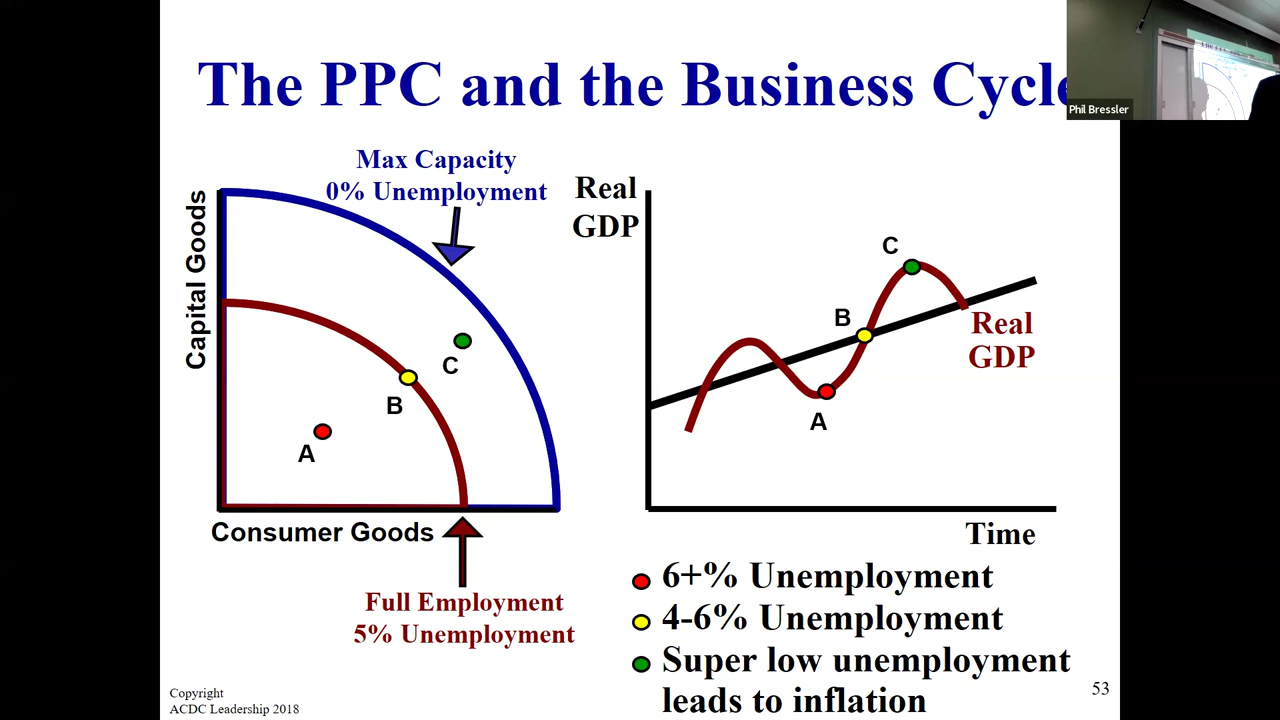 The PPC and the Business Cycle
Phil Bressler
Max Capacity
0% Unemployment
Capital Goods
C
B
A
Consumer Goods
Full Employment
5% Unemployment
Real
GDP
C
B
A
Real
GDP
Time
6+% Unemployment
4-6% Unemployment
Super low unemployment
leads to inflation
Copyright
ACDC Leadership 2018
53